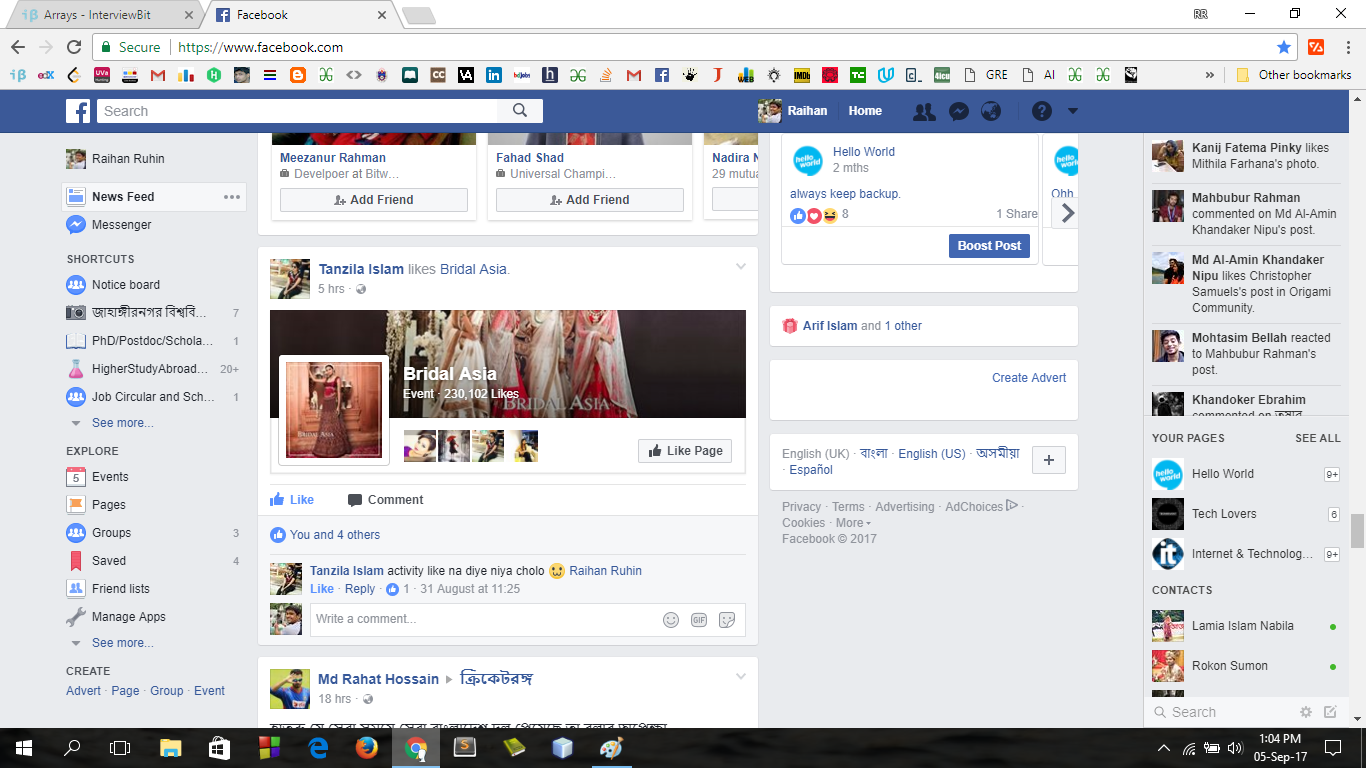 Arrays - InterviewBit
Facebook
RR
Secure
https://www.facebook.com
GRE
AI
Other bookmarks
Search
Raihan
Home
Raihan Ruhin
News Feed
Messenger
SHORTCUTS
Notice board
জাহাঙ্গীরনগর বিশ্ববি... 7
PhD/Postdoc/Schola... 1
HigherStudyAbroad... 20+
Job Circular and Sch... 1
See more...
EXPLORE
5 Events
Pages
Groups 3
Saved 4
Friend lists
Manage Apps
See more...
CREATE
Advert · Page · Group · Event
Meezanur Rahman
Develpoer at Bitw...
Add Friend
Fahad Shad
Universal Champi...
Add Friend
Nadira N
29 mutua
Tanzila Islam likes Bridal Asia.
5 hrs ·
Bridal Asia
Event · 230,102 Likes
BRIDAL ASIA
BRIDAL ASIA
Like Page
Like
Comment
You and 4 others
Tanzila Islam activity like na diye niya cholo Raihan Ruhin
Like · Reply · 1 · 31 August at 11:25
Write a comment...
GIF
Md Rahat Hossain ক্রিকেটরঙ্গ
18 hrs ·
Hello World
2 mths
always keep backup.
8
1 Share
Boost Post
Ohh
Arif Islam and 1 other
Create Advert
English (UK) · বাংলা · English (US) · অসমীয়া
· Español
Privacy · Terms · Advertising · AdChoices ·
Cookies · More
Facebook © 2017
Kanij Fatema Pinky likes
Mithila Farhana's photo.
Mahbubur Rahman
commented on Md Al-Amin
Khandaker Nipu's post.
Md Al-Amin Khandaker
Nipu likes Christopher
Samuels's post in Origami
Community.
Mohtasim Bellah reacted
to Mahbubur Rahman's
post.
Khandoker Ebrahim
commented on
YOUR PAGES
SEE ALL
Hello World 9+
Tech Lovers 6
Internet & Technolog... 9+
CONTACTS
Lamia Islam Nabila
Rokon Sumon
Search
1:04 PM
05-Sep-17